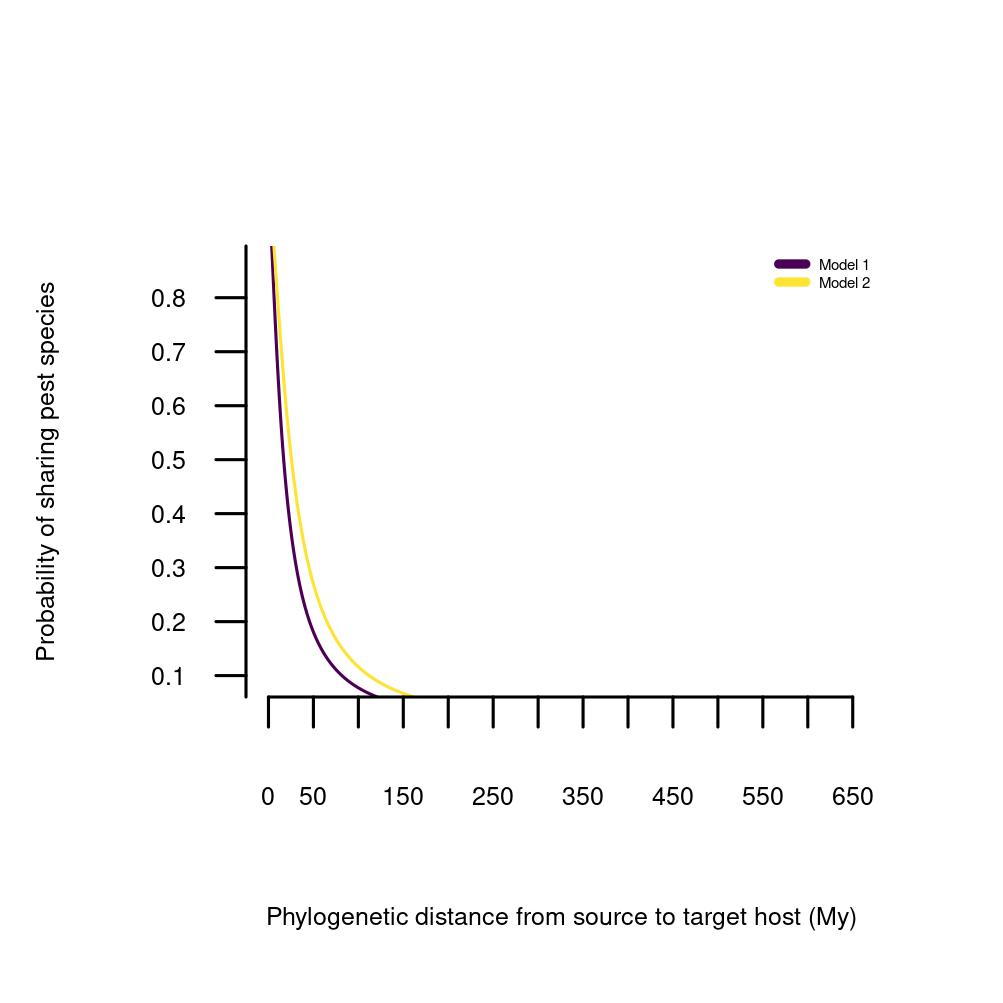 Model 1
Model 2
Probability of sharing pest species
0.8
0.7
0.6
0.5
0.4
0.3
0.2
0.1
0 50 150 250 350 450 550 650
Phylogenetic distance from source to target host (My)